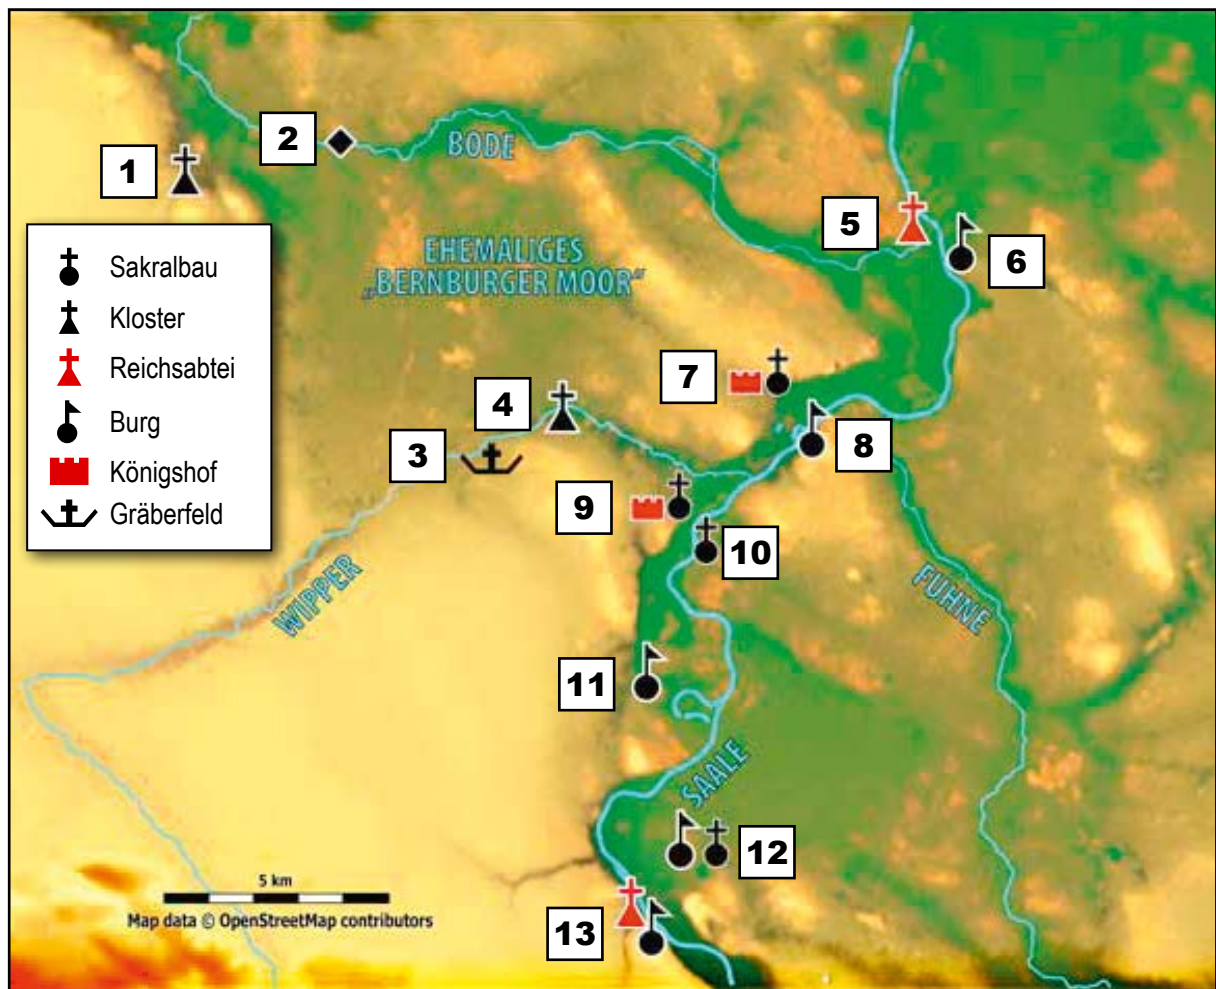 1
2
BODE
5
6
EHEMALIGES
„BERNBURGER MOOR“
Sakralbau
Kloster
Reichsabtei
Burg
Königshof
Gräberfeld
7
4
3
8
9
10
WIPPER
FUHNE
11
SAALE
12
13
5 km
Map data © OpenStreetMap contributors